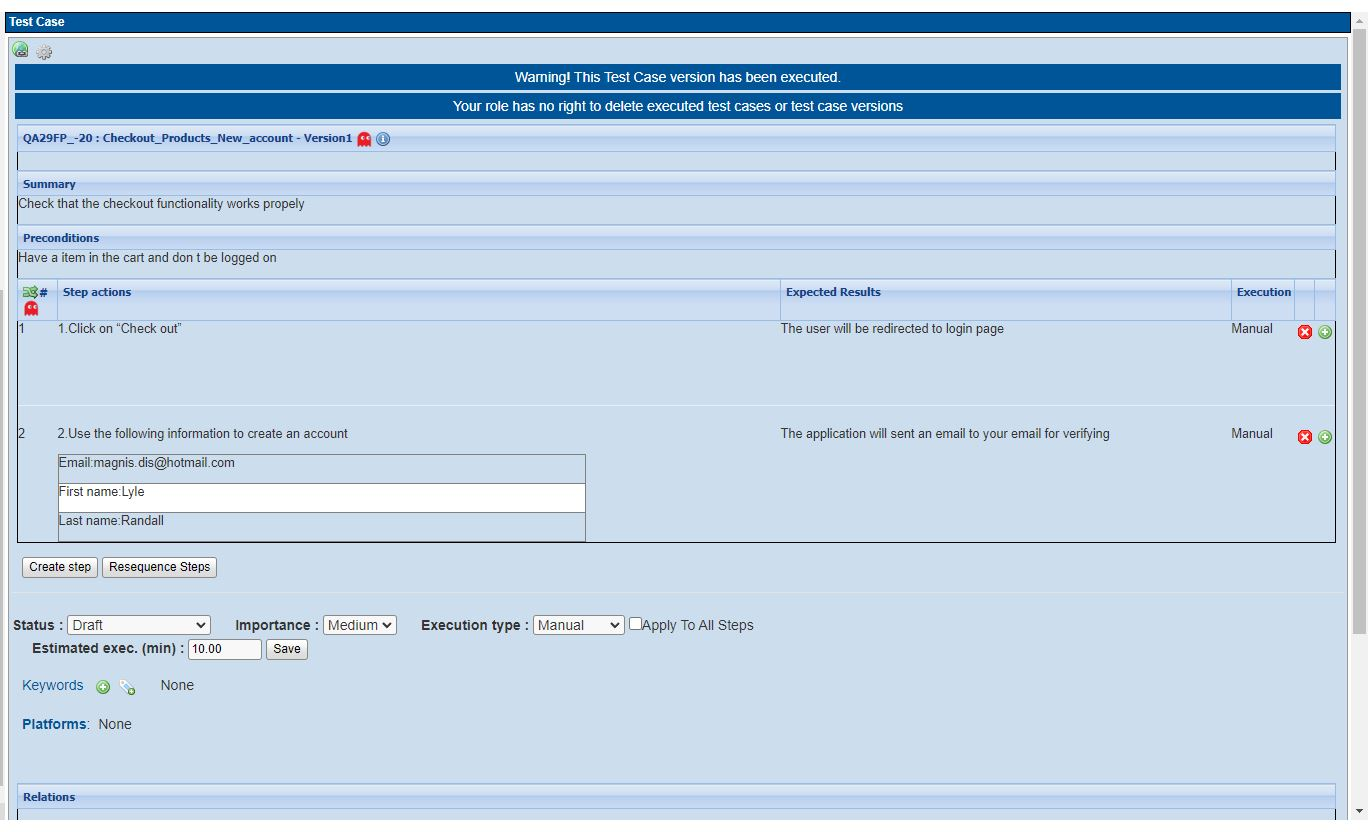 Test Case
Warning! This Test Case version has been executed.
Your role has no right to delete executed test cases or test case versions
QA29FP_-20 : Checkout_Products_New_account - Version1
Summary
Check that the checkout functionality works propely
Preconditions
Have a item in the cart and don t be logged on
# Step actions Expected Results Execution
1 1.Click on “Check out” The user will be redirected to login page Manual
2 2.Use the following information to create an account The application will sent an email to your email for verifying Manual
Email:magnis.dis@hotmail.com
First name:Lyle
Last name:Randall
Create step Resequence Steps
Status : Draft Importance : Medium Execution type : Manual Apply To All Steps
Estimated exec. (min) : 10.00 Save
Keywords None
Platforms: None
Relations